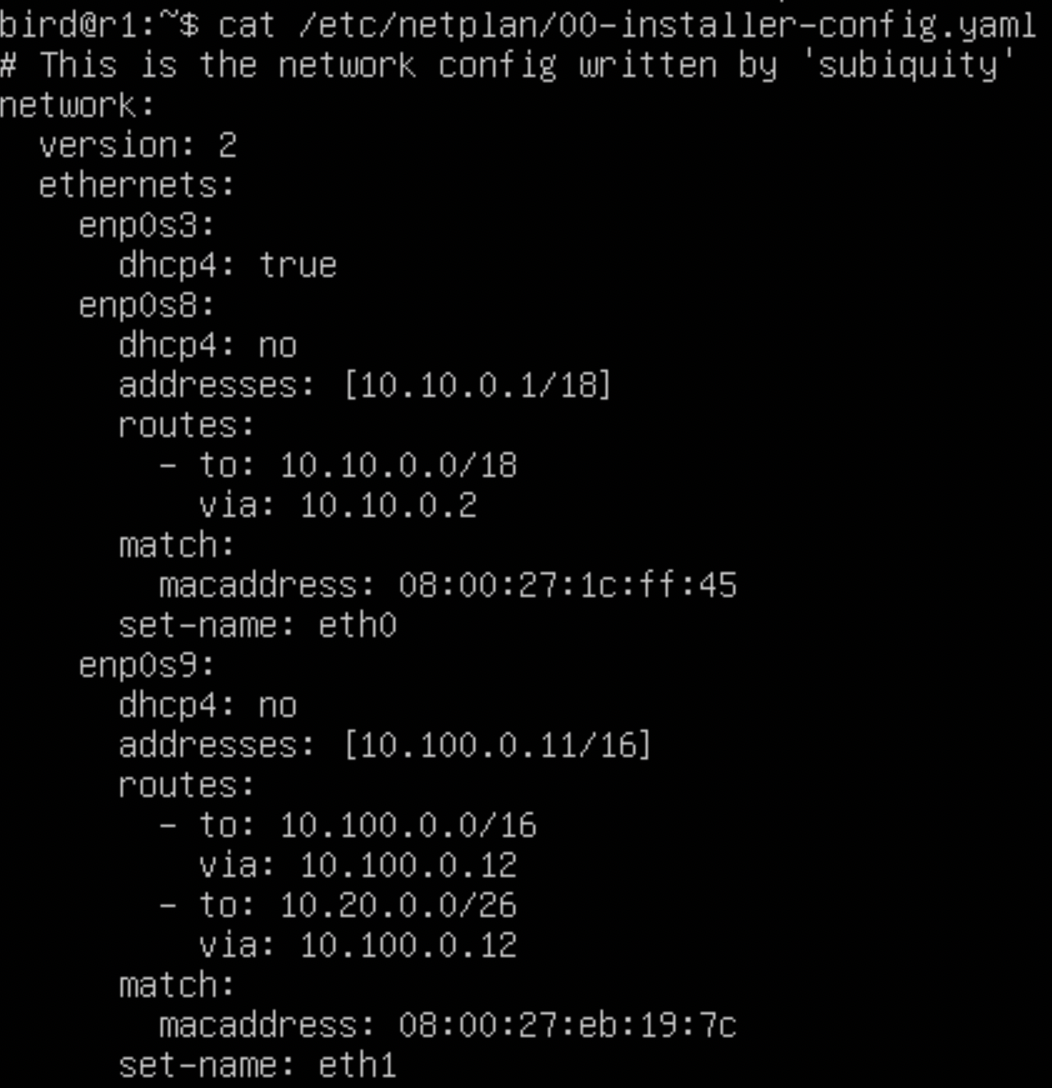 bird@r1:~$ cat /etc/netplan/00-installer-config.yaml
# This is the network config written by 'subiquity'
network:
  version: 2
  ethernets:
    enp0s3:
      dhcp4: true
    enp0s8:
      dhcp4: no
      addresses: [10.10.0.1/18]
      routes:
        - to: 10.10.0.0/18
          via: 10.10.0.2
      match:
        macaddress: 08:00:27:1c:ff:45
      set-name: eth0
    enp0s9:
      dhcp4: no
      addresses: [10.100.0.11/16]
      routes:
        - to: 10.100.0.0/16
          via: 10.100.0.12
        - to: 10.20.0.0/26
          via: 10.100.0.12
      match:
        macaddress: 08:00:27:eb:19:7c
      set-name: eth1